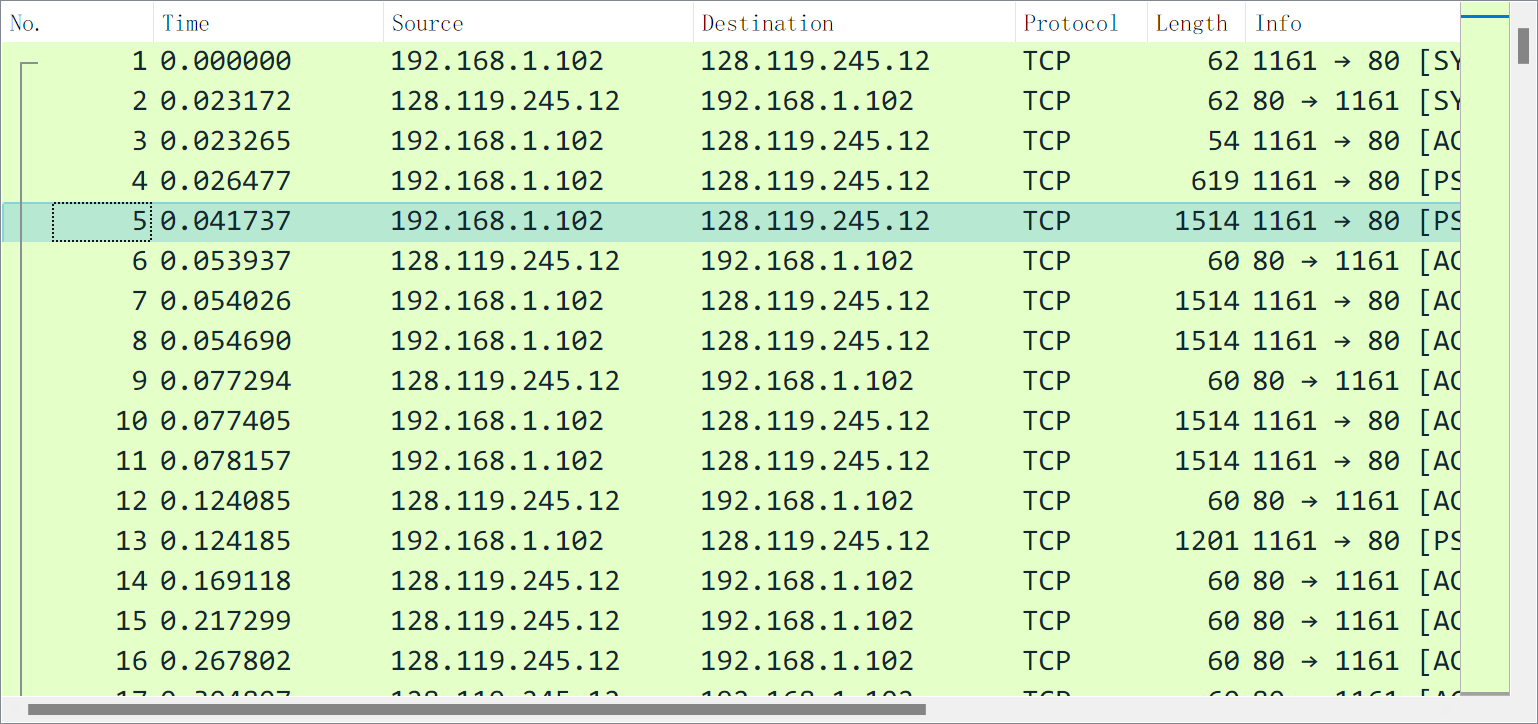 No. Time Source Destination Protocol Length Info
1 0.000000 192.168.1.102 128.119.245.12 TCP 62 1161 → 80 [SY
2 0.023172 128.119.245.12 192.168.1.102 TCP 62 80 → 1161 [SY
3 0.023265 192.168.1.102 128.119.245.12 TCP 54 1161 → 80 [AC
4 0.026477 192.168.1.102 128.119.245.12 TCP 619 1161 → 80 [PS
5 0.041737 192.168.1.102 128.119.245.12 TCP 1514 1161 → 80 [PS
6 0.053937 128.119.245.12 192.168.1.102 TCP 60 80 → 1161 [AC
7 0.054026 192.168.1.102 128.119.245.12 TCP 1514 1161 → 80 [AC
8 0.054690 192.168.1.102 128.119.245.12 TCP 1514 1161 → 80 [AC
9 0.077294 128.119.245.12 192.168.1.102 TCP 60 80 → 1161 [AC
10 0.077405 192.168.1.102 128.119.245.12 TCP 1514 1161 → 80 [AC
11 0.078157 192.168.1.102 128.119.245.12 TCP 1514 1161 → 80 [AC
12 0.124085 128.119.245.12 192.168.1.102 TCP 60 80 → 1161 [AC
13 0.124185 192.168.1.102 128.119.245.12 TCP 1201 1161 → 80 [PS
14 0.169118 128.119.245.12 192.168.1.102 TCP 60 80 → 1161 [AC
15 0.217299 128.119.245.12 192.168.1.102 TCP 60 80 → 1161 [AC
16 0.267802 128.119.245.12 192.168.1.102 TCP 60 80 → 1161 [AC